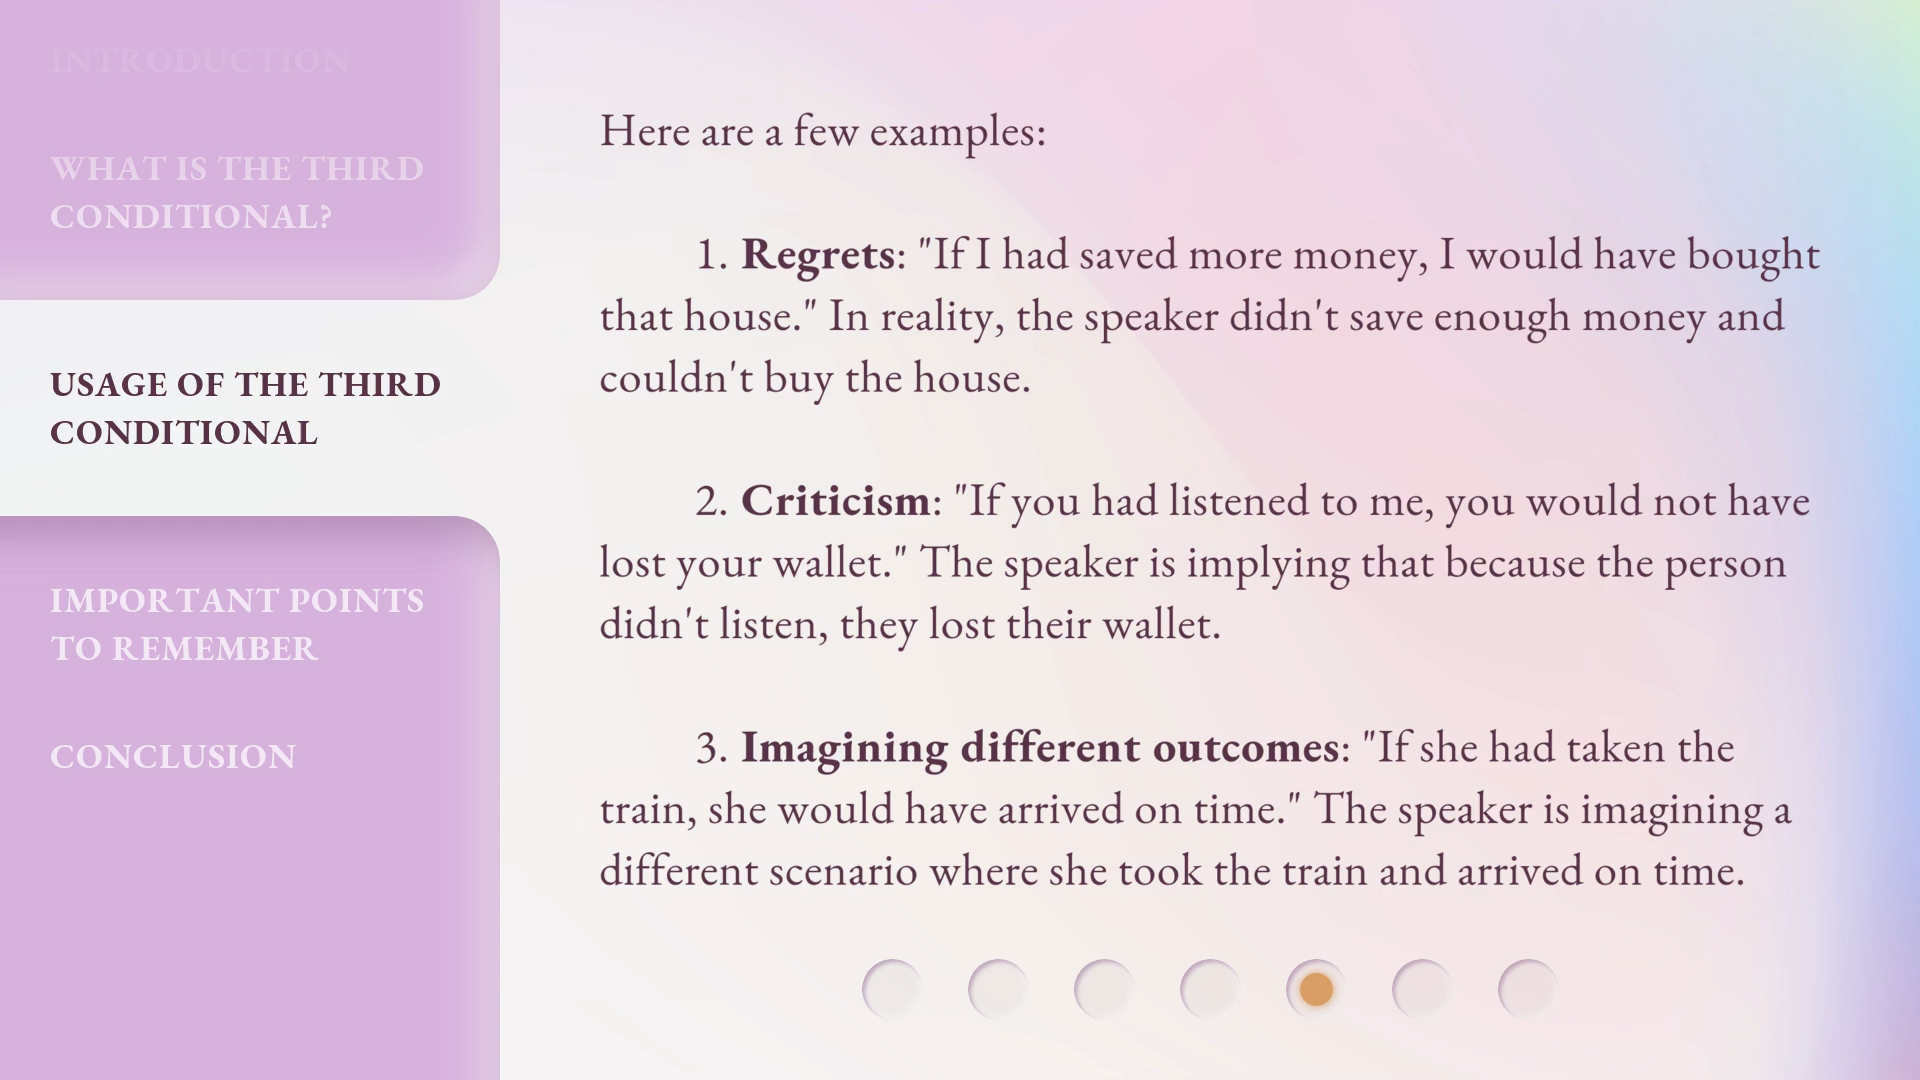 INTRODUCTION
WHAT IS THE THIRD
CONDITIONAL?
USAGE OF THE THIRD
CONDITIONAL
IMPORTANT POINTS
TO REMEMBER
CONCLUSION
Here are a few examples:
1. Regrets: "If I had saved more money, I would have bought
that house." In reality, the speaker didn't save enough money and
couldn't buy the house.
2. Criticism: "If you had listened to me, you would not have
lost your wallet." The speaker is implying that because the person
didn't listen, they lost their wallet.
3. Imagining different outcomes: "If she had taken the
train, she would have arrived on time." The speaker is imagining a
different scenario where she took the train and arrived on time.